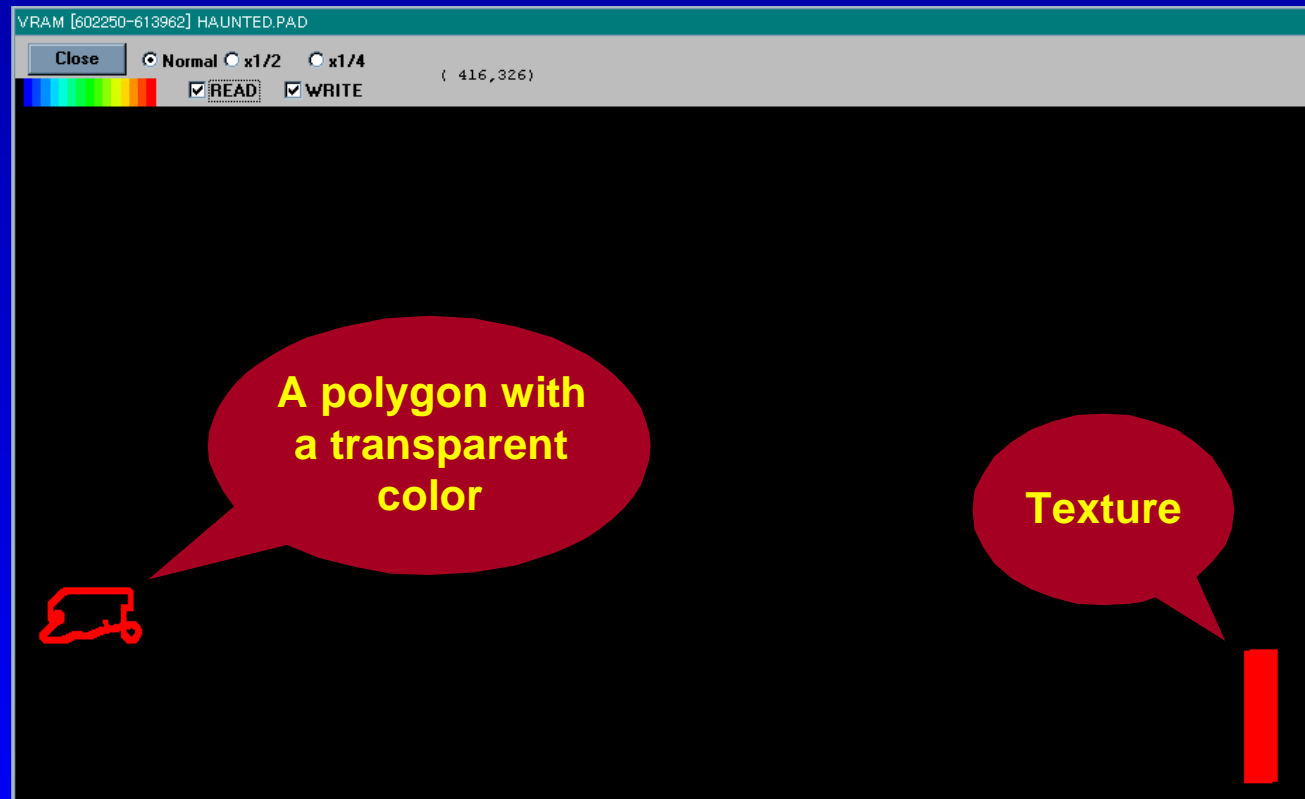 VRAM [602250-613962] HAUNTED.PAD
Close Normal x1/2 x1/4
( 416,326)
READ WRITE
A polygon with
a transparent
color
Texture